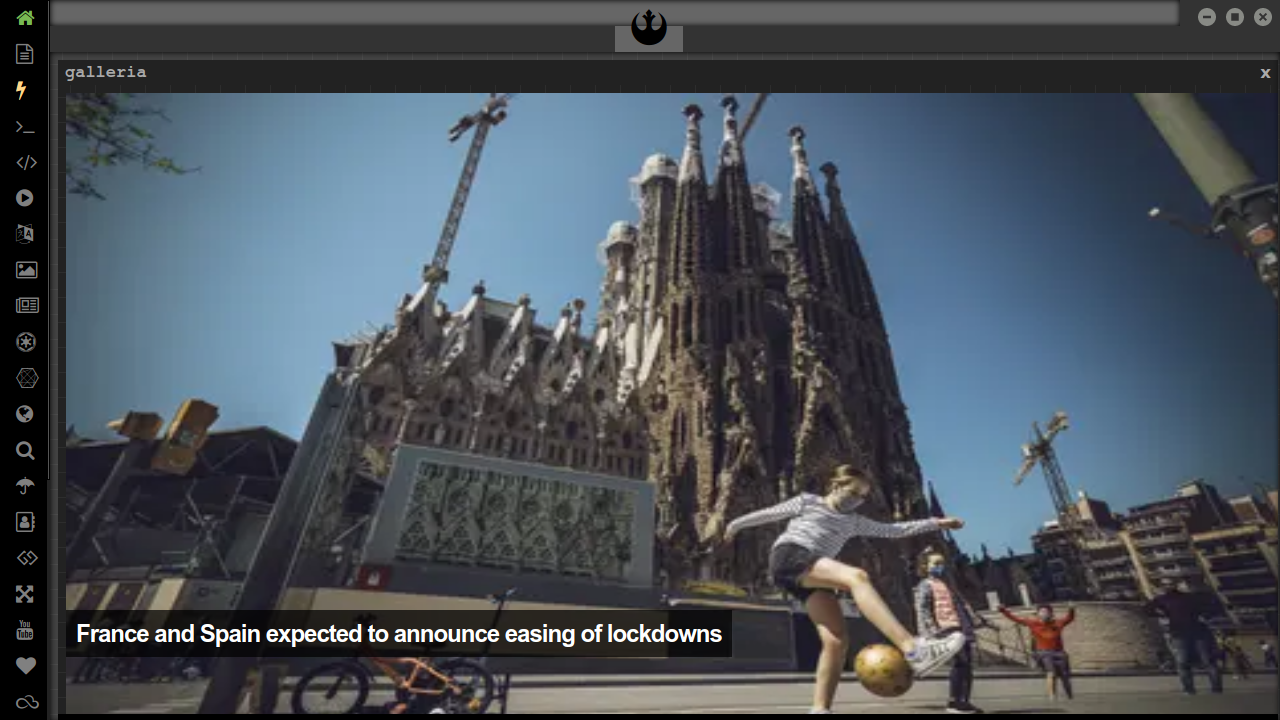 galleria
x
France and Spain expected to announce easing of lockdowns
You
Tube